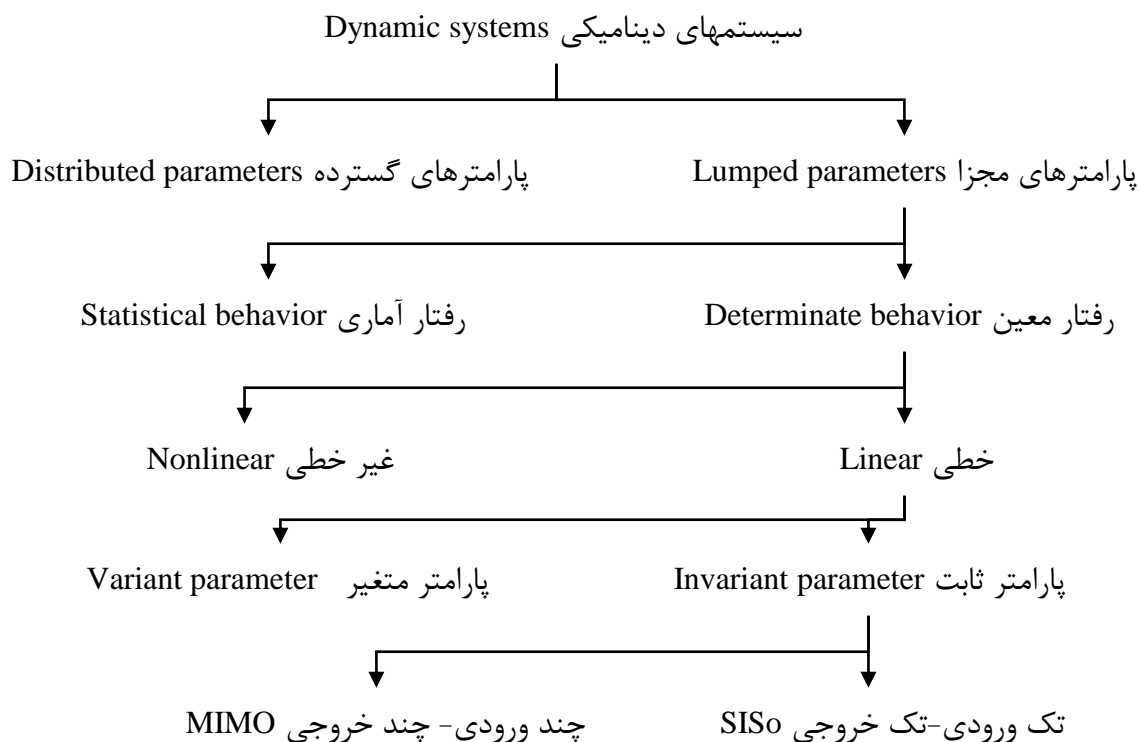 سیستمهای دینامیکی Dynamic systems
پارامترهای مجزا Lumped parameters
پارامترهای گسترده Distributed parameters
رفتار معین Determinate behavior
رفتار آماری Statistical behavior
خطی Linear
غیر خطی Nonlinear
پارامتر ثابت Invariant parameter
پارامتر متغیر Variant parameter
تک ورودی-تک خروجی SISo
چند ورودی- چند خروجی MIMO